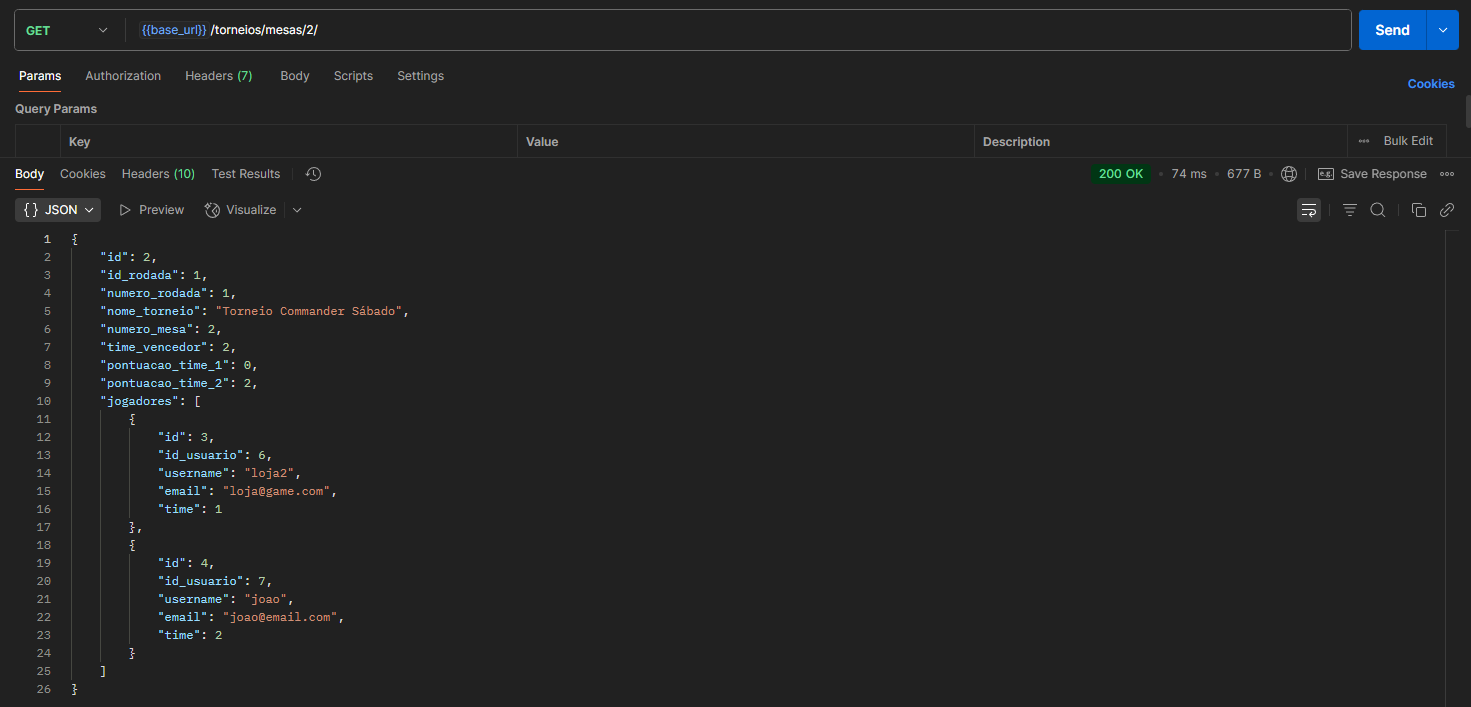 GET {{base_url}} /torneios/mesas/2/ Send
Params Authorization Headers (7) Body Scripts Settings Cookies
Query Params
Key Value Description Bulk Edit
Body Cookies Headers (10) Test Results 200 OK • 74 ms • 677 B • e.g. Save Response
{} JSON Preview Visualize
1 {
2 "id": 2,
3 "id_rodada": 1,
4 "numero_rodada": 1,
5 "nome_torneio": "Torneio Commander Sábado",
6 "numero_mesa": 2,
7 "time_vencedor": 2,
8 "pontuacao_time_1": 0,
9 "pontuacao_time_2": 2,
10 "jogadores": [
11 {
12 "id": 3,
13 "id_usuario": 6,
14 "username": "loja2",
15 "email": "loja@game.com",
16 "time": 1
17 },
18 {
19 "id": 4,
20 "id_usuario": 7,
21 "username": "joao",
22 "email": "joao@email.com",
23 "time": 2
24 }
25 ]
26 }